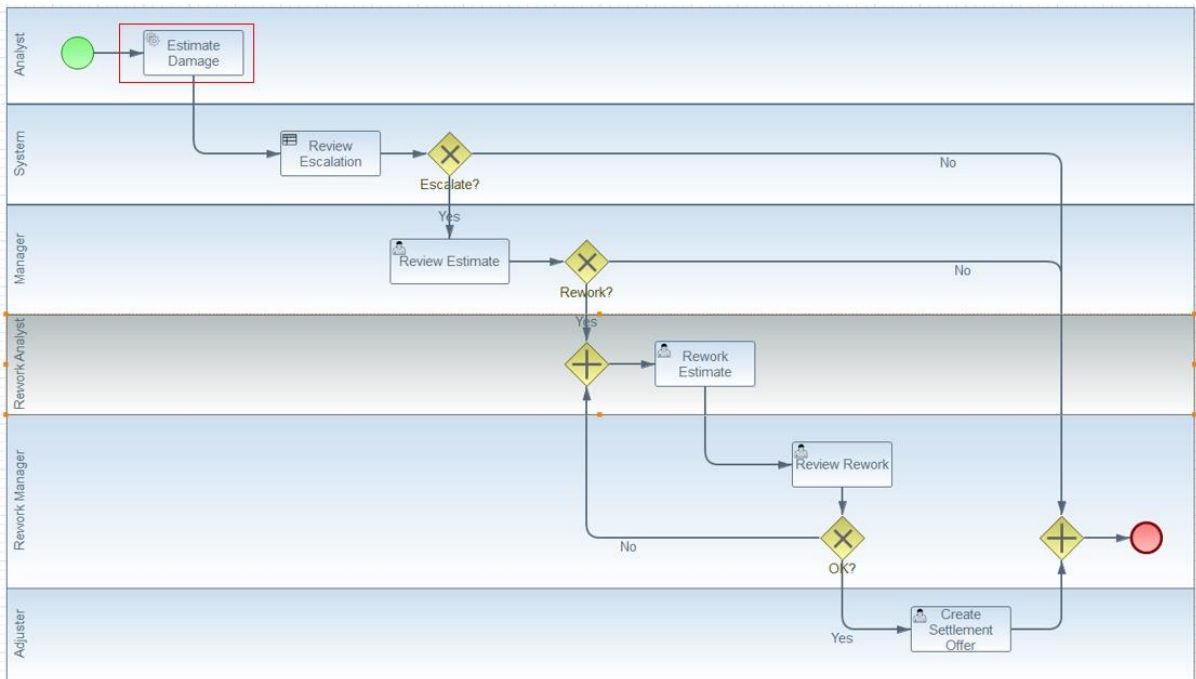 Analyst
Estimate
Damage
System
Review
Escalation
Escalate?
No
Yes
Manager
Review Estimate
Rework?
No
Yes
Rework Analyst
Rework
Estimate
Rework Manager
Review Rework
No
OK?
Adjuster
Yes
Create
Settlement
Offer